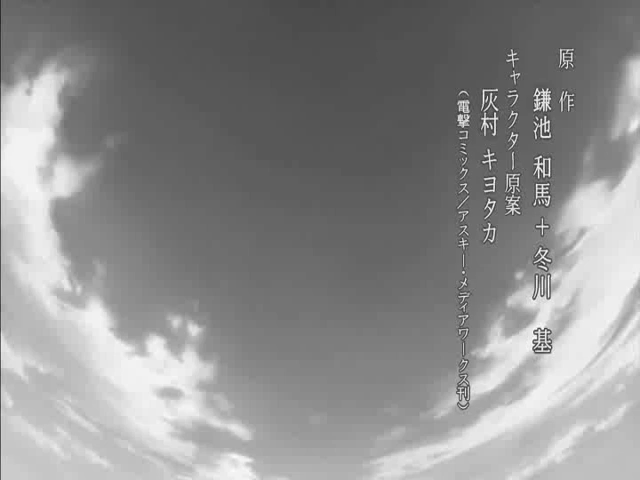 原作
鎌池 和馬 + 冬川 基
キャラクター原案
灰村 キヨタカ
(電撃コミックス/アスキー・メディアワークス刊)